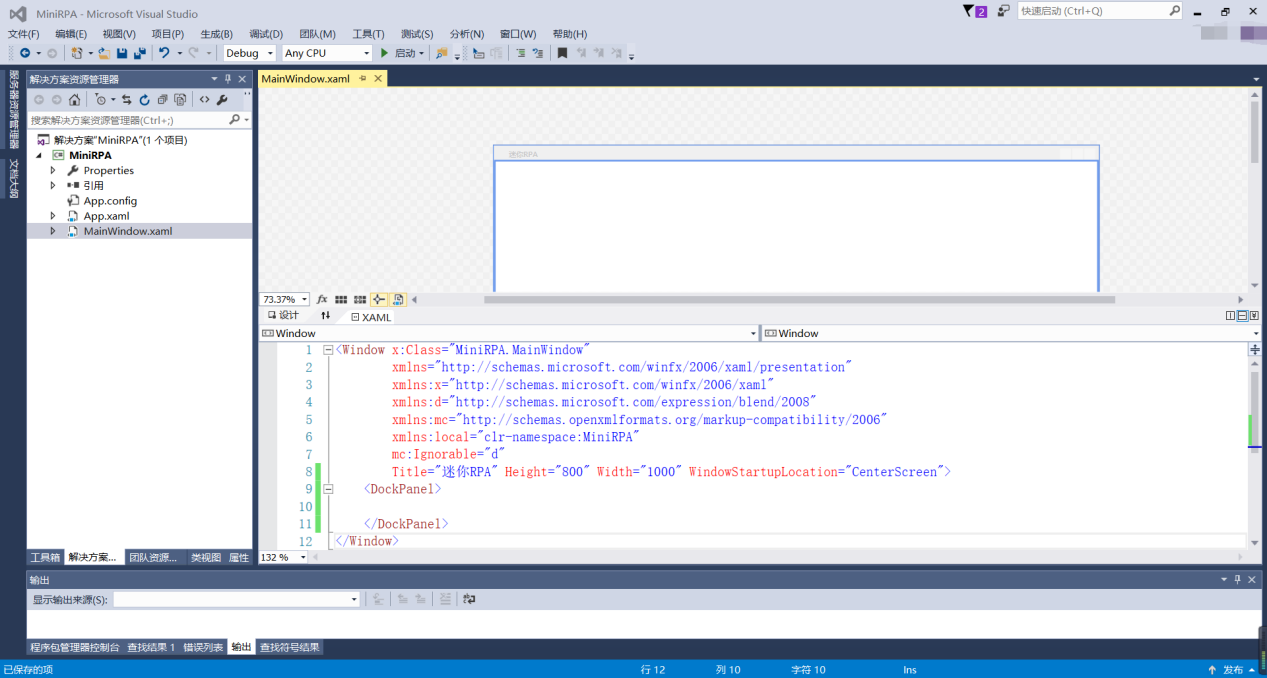 MiniRPA - Microsoft Visual Studio
2
快速启动 (Ctrl+Q)
文件(F) 编辑(E) 视图(V) 项目(P) 生成(B) 调试(D) 团队(M) 工具(T) 测试(S) 分析(N) 窗口(W) 帮助(H)
Debug Any CPU 启动
服务器资源管理器
文档大纲
解决方案资源管理器
搜索解决方案资源管理器(Ctrl+;)
解决方案"MiniRPA"(1 个项目)
MiniRPA
Properties
引用
App.config
App.xaml
MainWindow.xaml
工具箱 解决方案... 团队资源... 类视图 属性
MainWindow.xaml
迷你RPA
73.37% fx
设计 XAML
Window Window
1 <Window x:Class="MiniRPA.MainWindow"
2 xmlns="http://schemas.microsoft.com/winfx/2006/xaml/presentation"
3 xmlns:x="http://schemas.microsoft.com/winfx/2006/xaml"
4 xmlns:d="http://schemas.microsoft.com/expression/blend/2008"
5 xmlns:mc="http://schemas.openxmlformats.org/markup-compatibility/2006"
6 xmlns:local="clr-namespace:MiniRPA"
7 mc:Ignorable="d"
8 Title="迷你RPA" Height="800" Width="1000" WindowStartupLocation="CenterScreen">
9 <DockPanel>
10
11 </DockPanel>
12 </Window>
132 %
输出
显示输出来源(S):
程序包管理器控制台 查找结果 1 错误列表 输出 查找符号结果
已保存的项 行 12 列 10 字符 10 Ins 发布